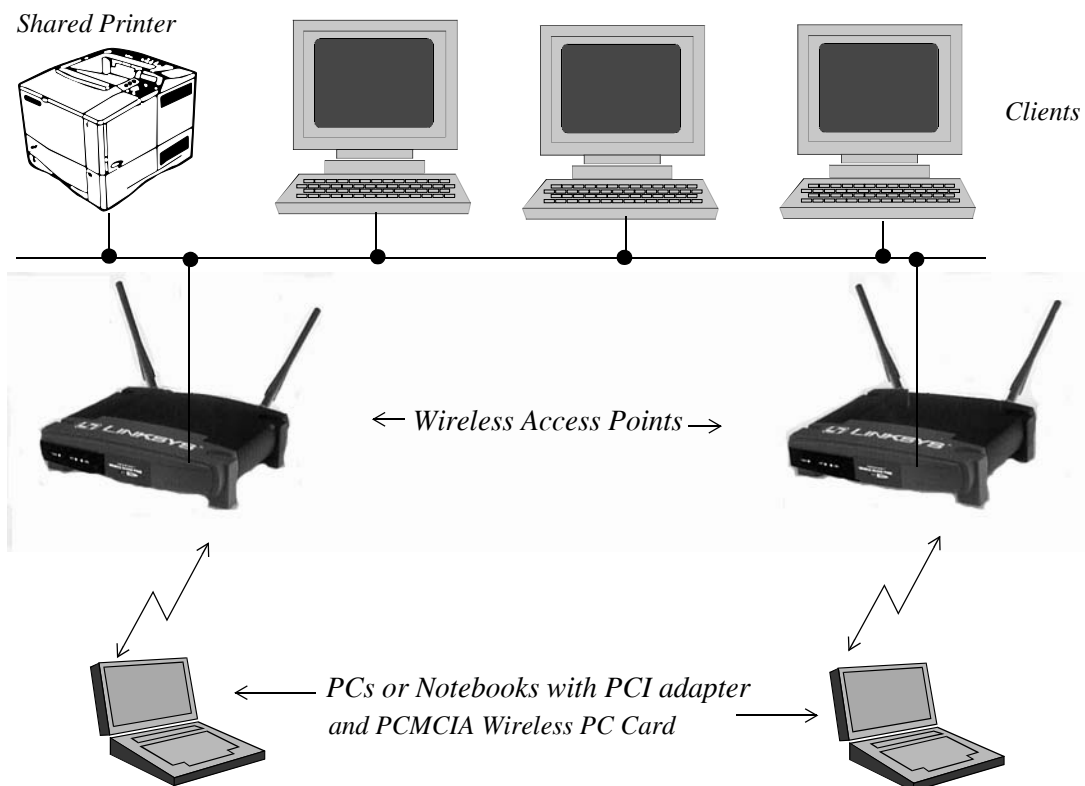 Shared Printer
Clients
LINKSYS
LINKSYS
Wireless Access Points
PCs or Notebooks with PCI adapter
and PCMCIA Wireless PC Card